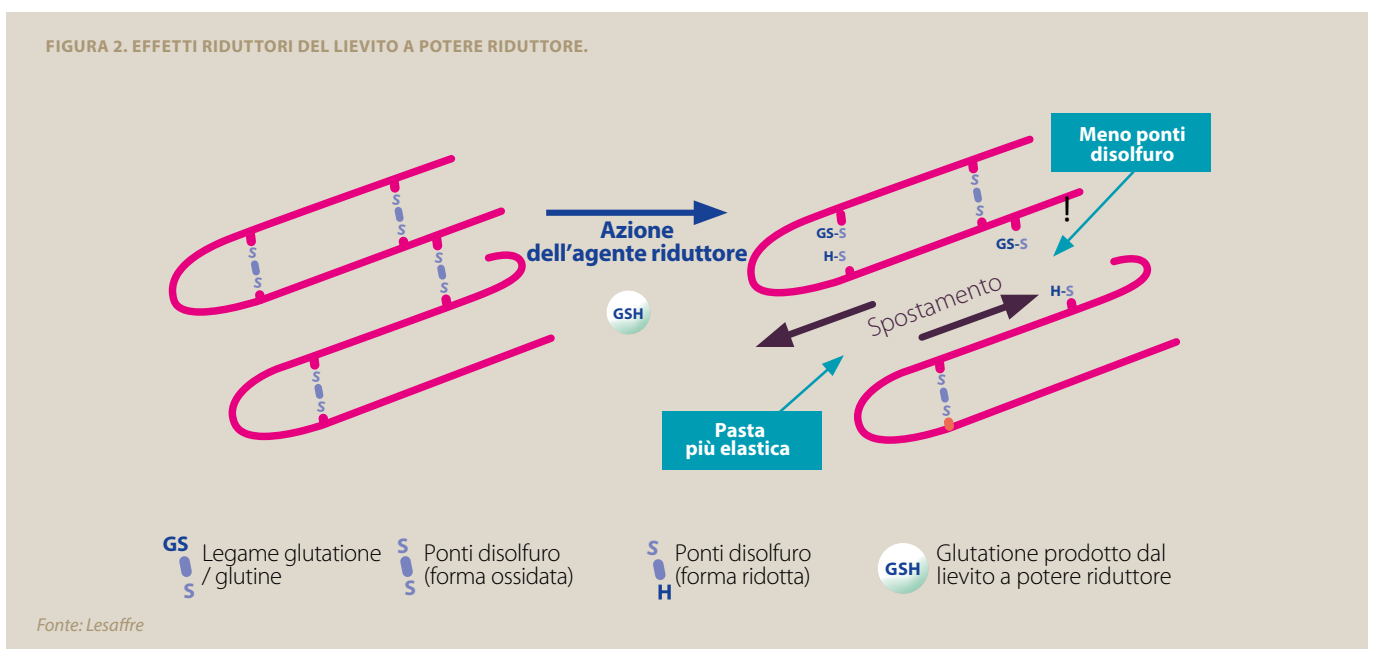 FIGURA 2. EFFETTI RIDUTTORI DEL LIEVITO A POTERE RIDUTTORE.
Meno ponti
disolfuro
S
S
S
S
S
S
S
S
S
S
!
GS-S
GS-S
H-S
Azione
dell’agente riduttore
GSH
Spostamento
H-S
S
S
S
S
Pasta
più elastica
GS
S
Legame glutatione
/ glutine
S
S
Ponti disolfuro
(forma ossidata)
S
H
Ponti disolfuro
(forma ridotta)
GSH
Glutatione prodotto dal
lievito a potere riduttore
Fonte: Lesaffre